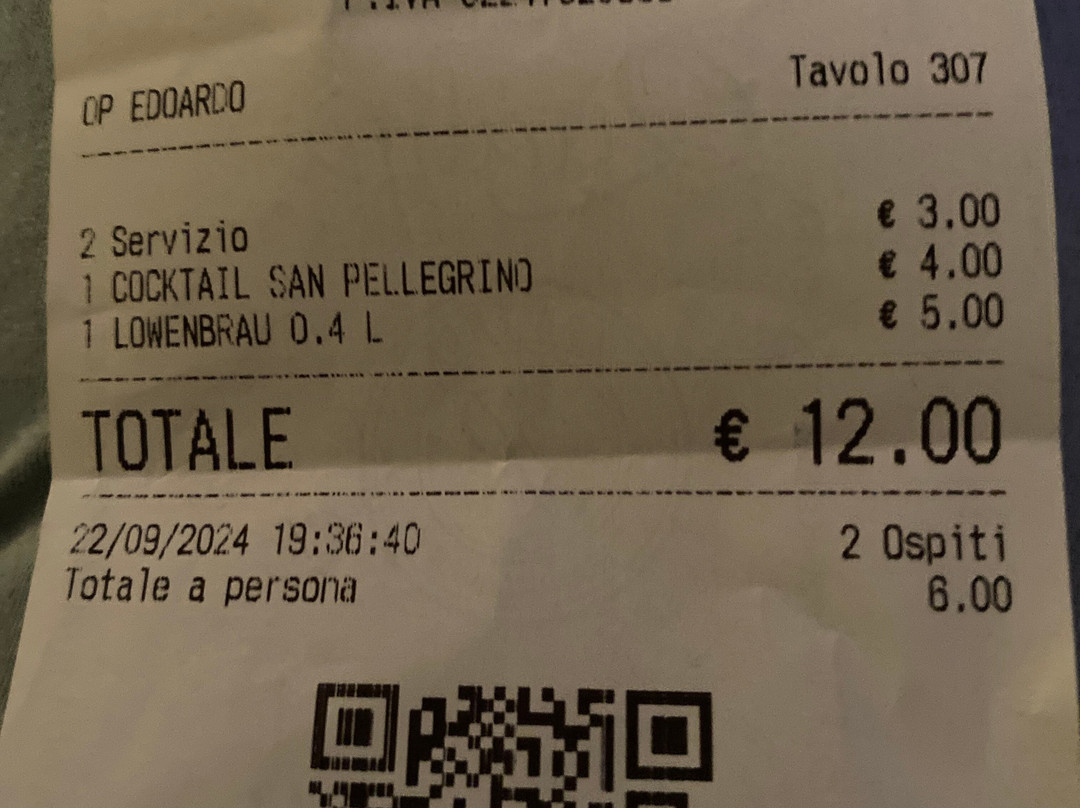 OP EDOARDO Tavolo 307
2 Servizio € 3.00
1 COCKTAIL SAN PELLEGRINO € 4.00
1 LOWENBRAU 0.4 L € 5.00
TOTALE € 12.00
22/09/2024 19:36:40 2 Ospiti
Totale a persona 6.00